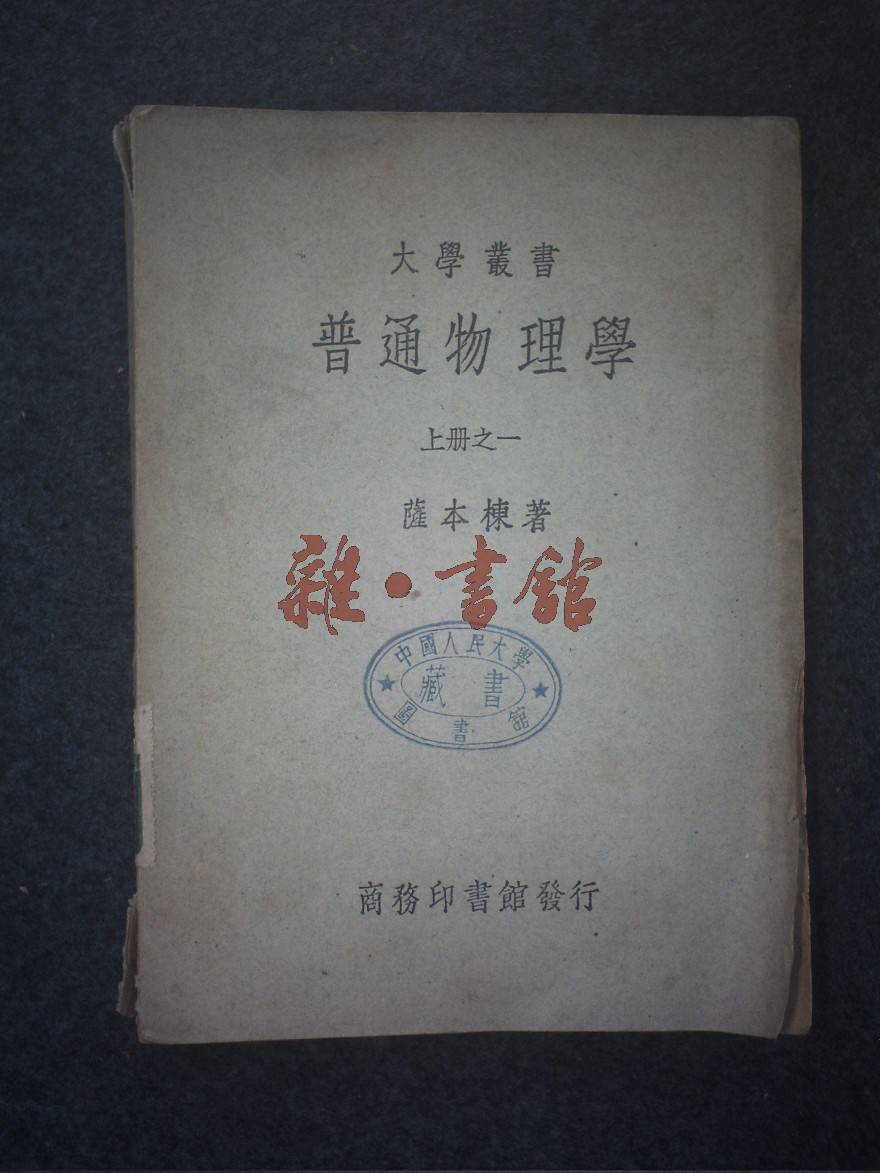 大學叢書
普通物理學
上册之一
薩本棟著
雜·書館
中國人民大學
藏書
圖書館
商務印書館發行